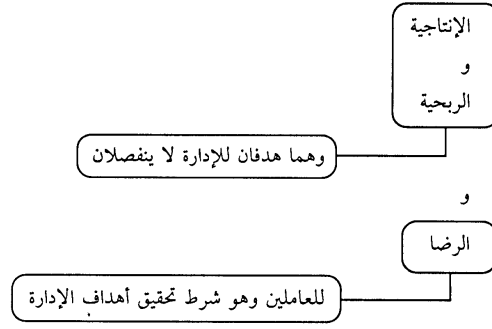 الإنتاجية
و
الربحية
وهما هدفان للإدارة لا ينفصلان
و
الرضا
للعاملين وهو شرط تحقيق أهداف الإدارة